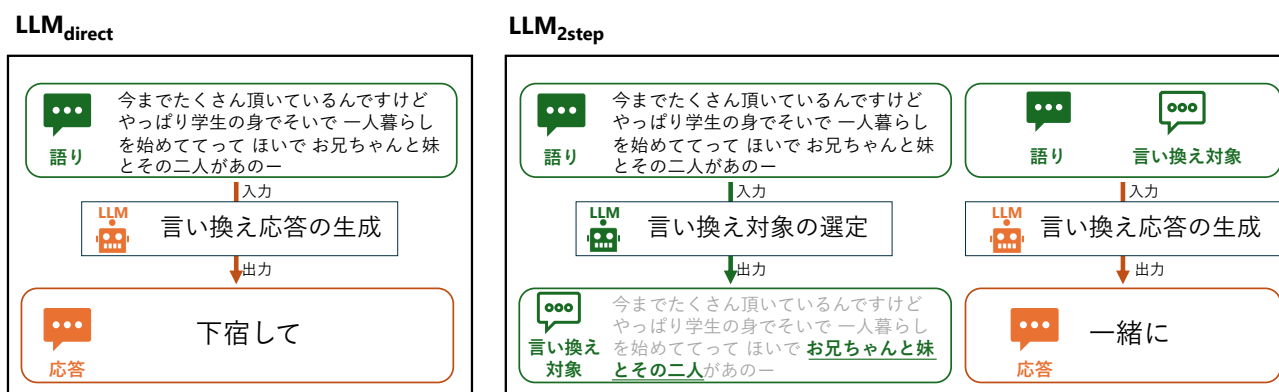 LLMdirect
今までたくさん頂いているんですけど
やっぱり学生の身でそいで 一人暮らし
を始めててって ほいで お兄ちゃんと妹
とその二人があのー
語り
入力
LLM
言い換え応答の生成
出力
下宿して
応答
LLM2step
今までたくさん頂いているんですけど
やっぱり学生の身でそいで 一人暮らし
を始めててって ほいで お兄ちゃんと妹
とその二人があのー
語り
入力
LLM
言い換え対象の選定
出力
今までたくさん頂いているんですけど
やっぱり学生の身でそいで 一人暮らし
を始めててって ほいで お兄ちゃんと妹
とその二人があのー
言い換え
対象
語り
言い換え対象
入力
LLM
言い換え応答の生成
出力
一緒に
応答